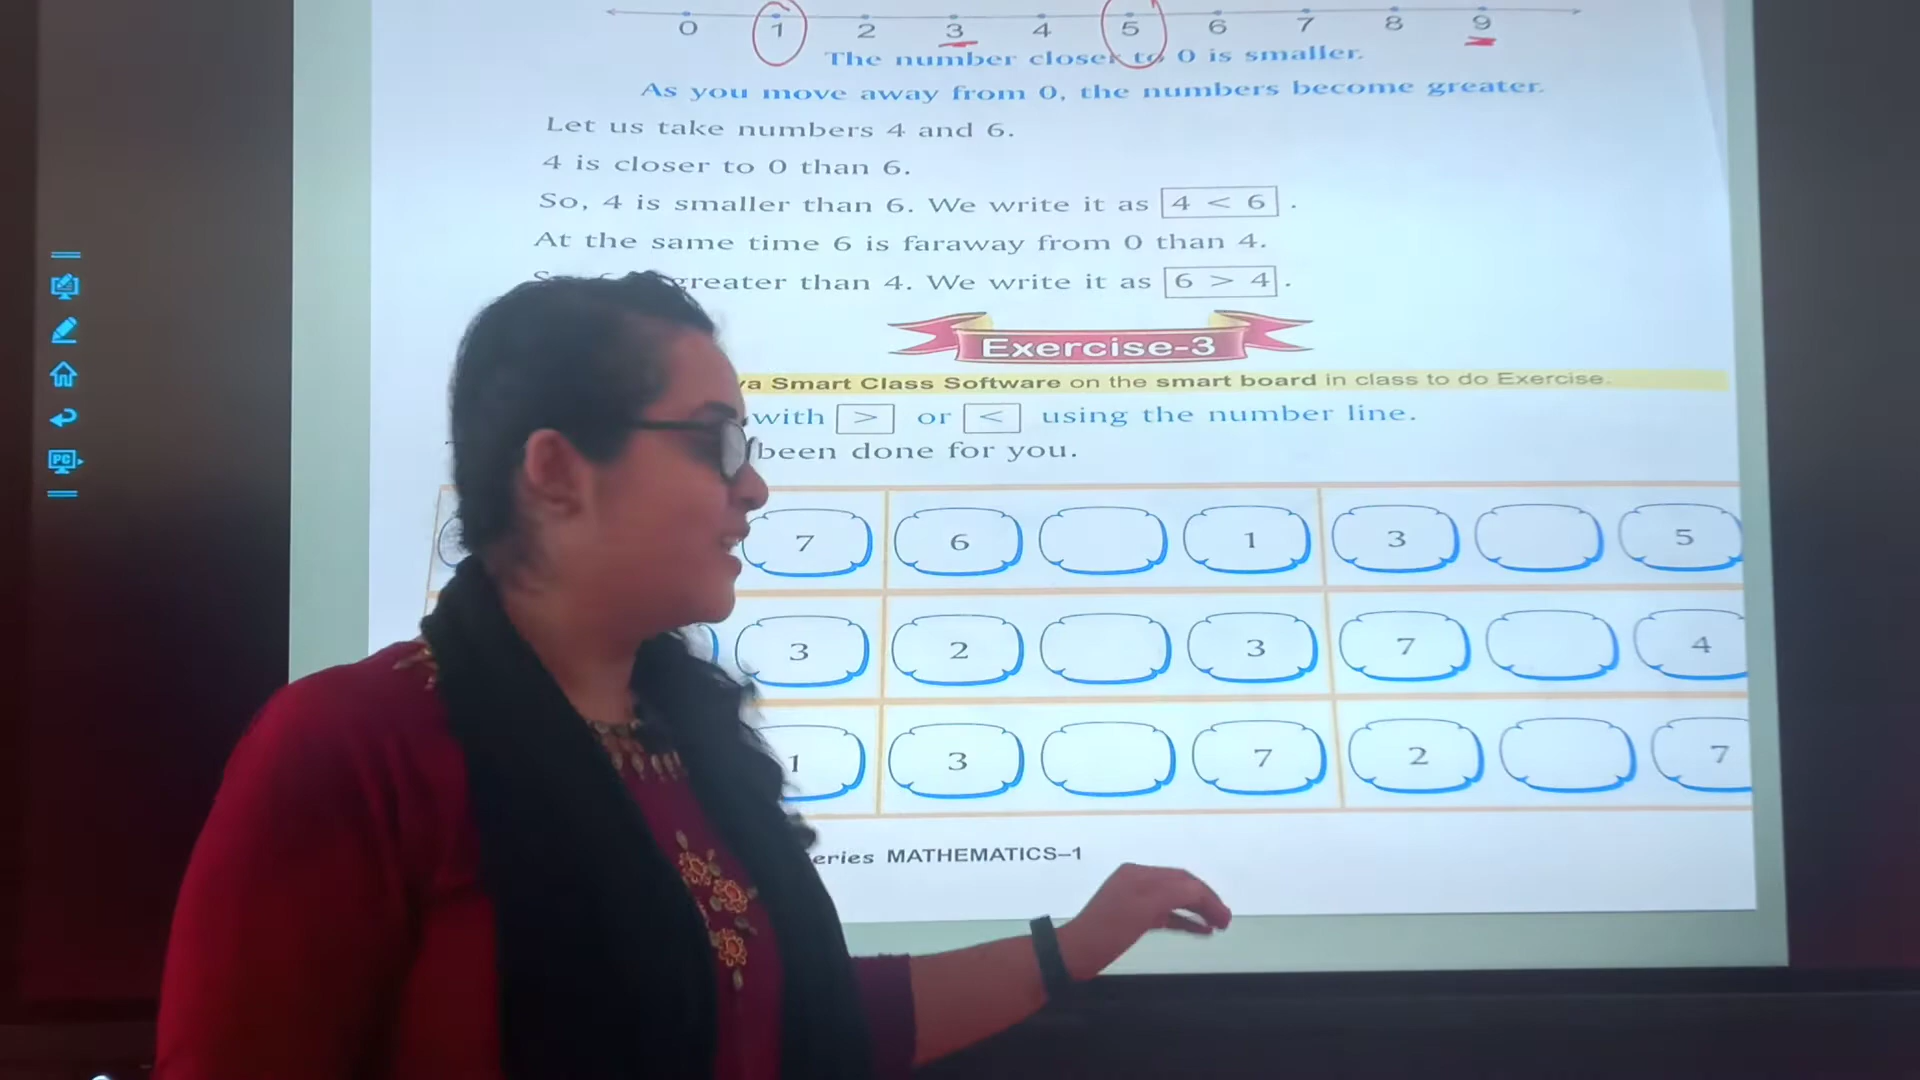 0 1 2 3 4 5 6 7 8 9
The number closer to 0 is smaller.
As you move away from 0, the numbers become greater.
Let us take numbers 4 and 6.
4 is closer to 0 than 6.
So, 4 is smaller than 6. We write it as 4 < 6 .
At the same time 6 is faraway from 0 than 4.
greater than 4. We write it as 6 > 4 .
Exercise-3
Smart Class Software on the smart board in class to do Exercise.
with > or < using the number line.
been done for you.
7 6 1 3 5
3 2 3 7 4
1 3 7 2 7
MATHEMATICS–1
PC